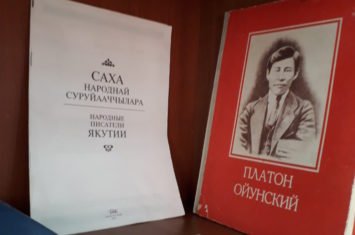 САХА
НАРОДНАЙ
СУРУЙААЧЧЫЛАРА
НАРОДНЫЕ
ПИСАТЕЛИ
ЯКУТИИ
ПЛАТОН
ОЙУНСКИЙ